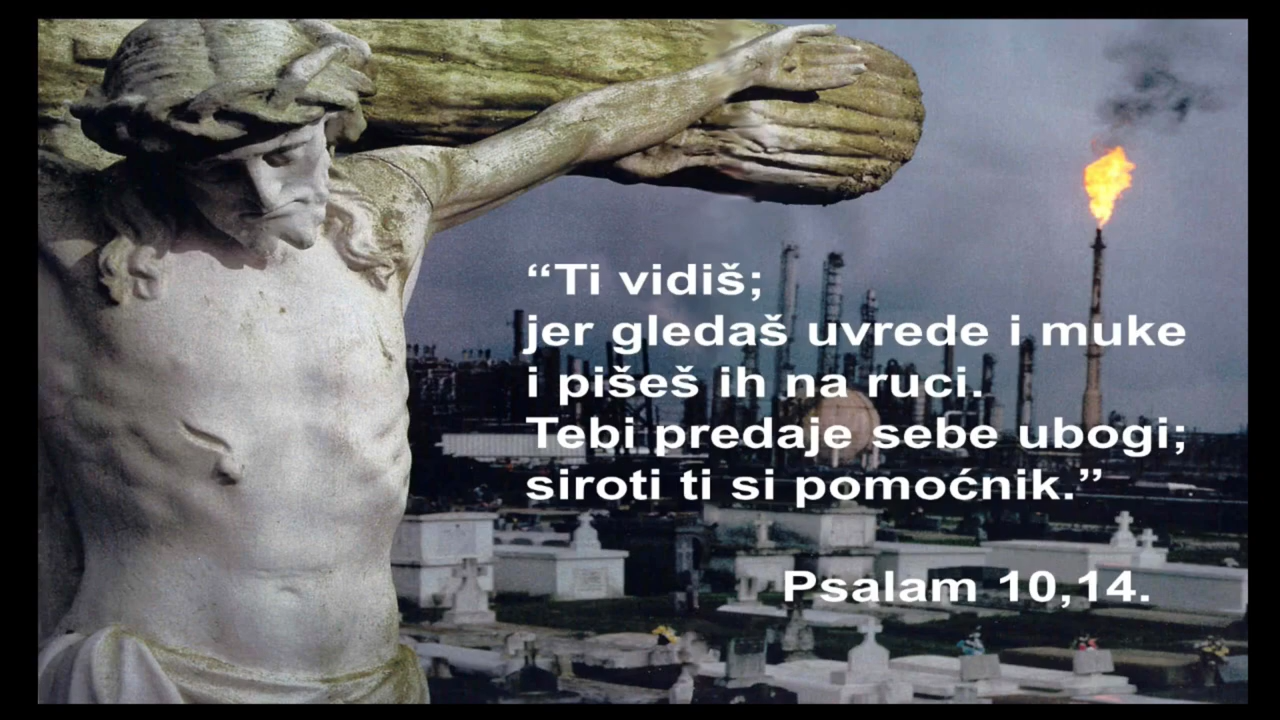 “Ti vidiš;
jer gledaš uvrede i muke
i pišeš ih na ruci.
Tebi predaje sebe ubogi;
siroti ti si pomoćnik.”
Psalam 10,14.